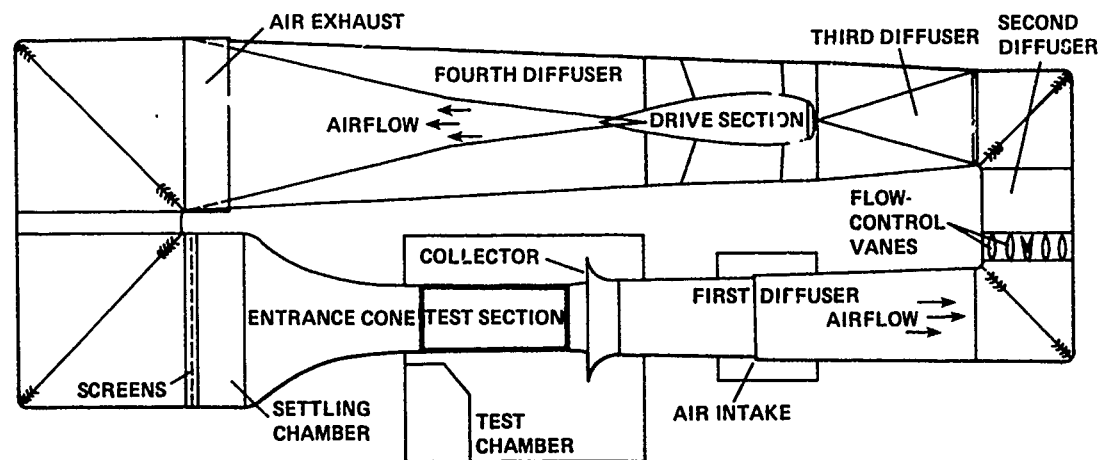 AIR EXHAUST
SECOND
DIFFUSER
THIRD DIFFUSER
FOURTH DIFFUSER
AIRFLOW
DRIVE SECTION
FLOW-
CONTROL
VANES
COLLECTOR
ENTRANCE CONE
TEST SECTION
FIRST DIFFUSER
AIRFLOW
SCREENS
SETTLING
CHAMBER
TEST
CHAMBER
AIR INTAKE